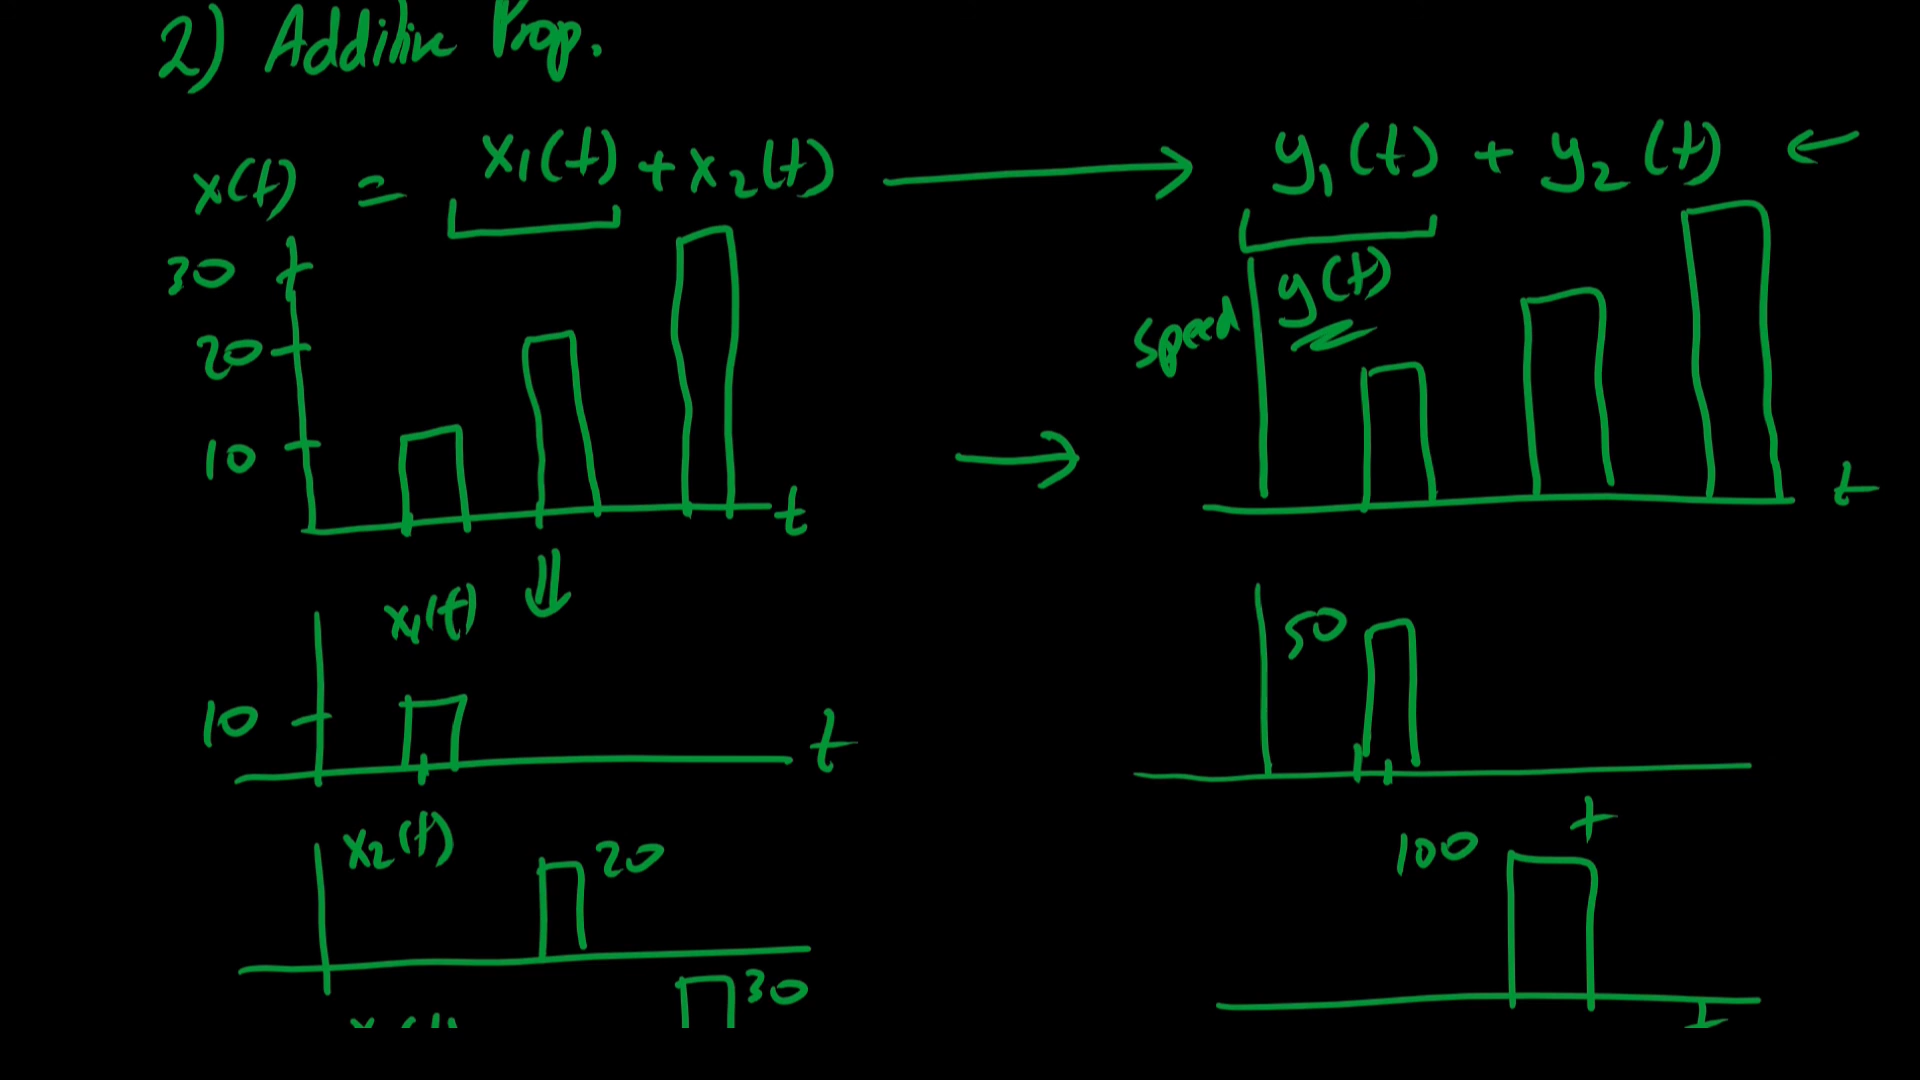 2) Additive Prop.
x(t) = x₁(t) + x₂(t) → y₁(t) + y₂(t) ←
30
20
10
t
speed
y(t)
t
→
x₁(t)
10
t
50
+
x₂(t)
20
100
30